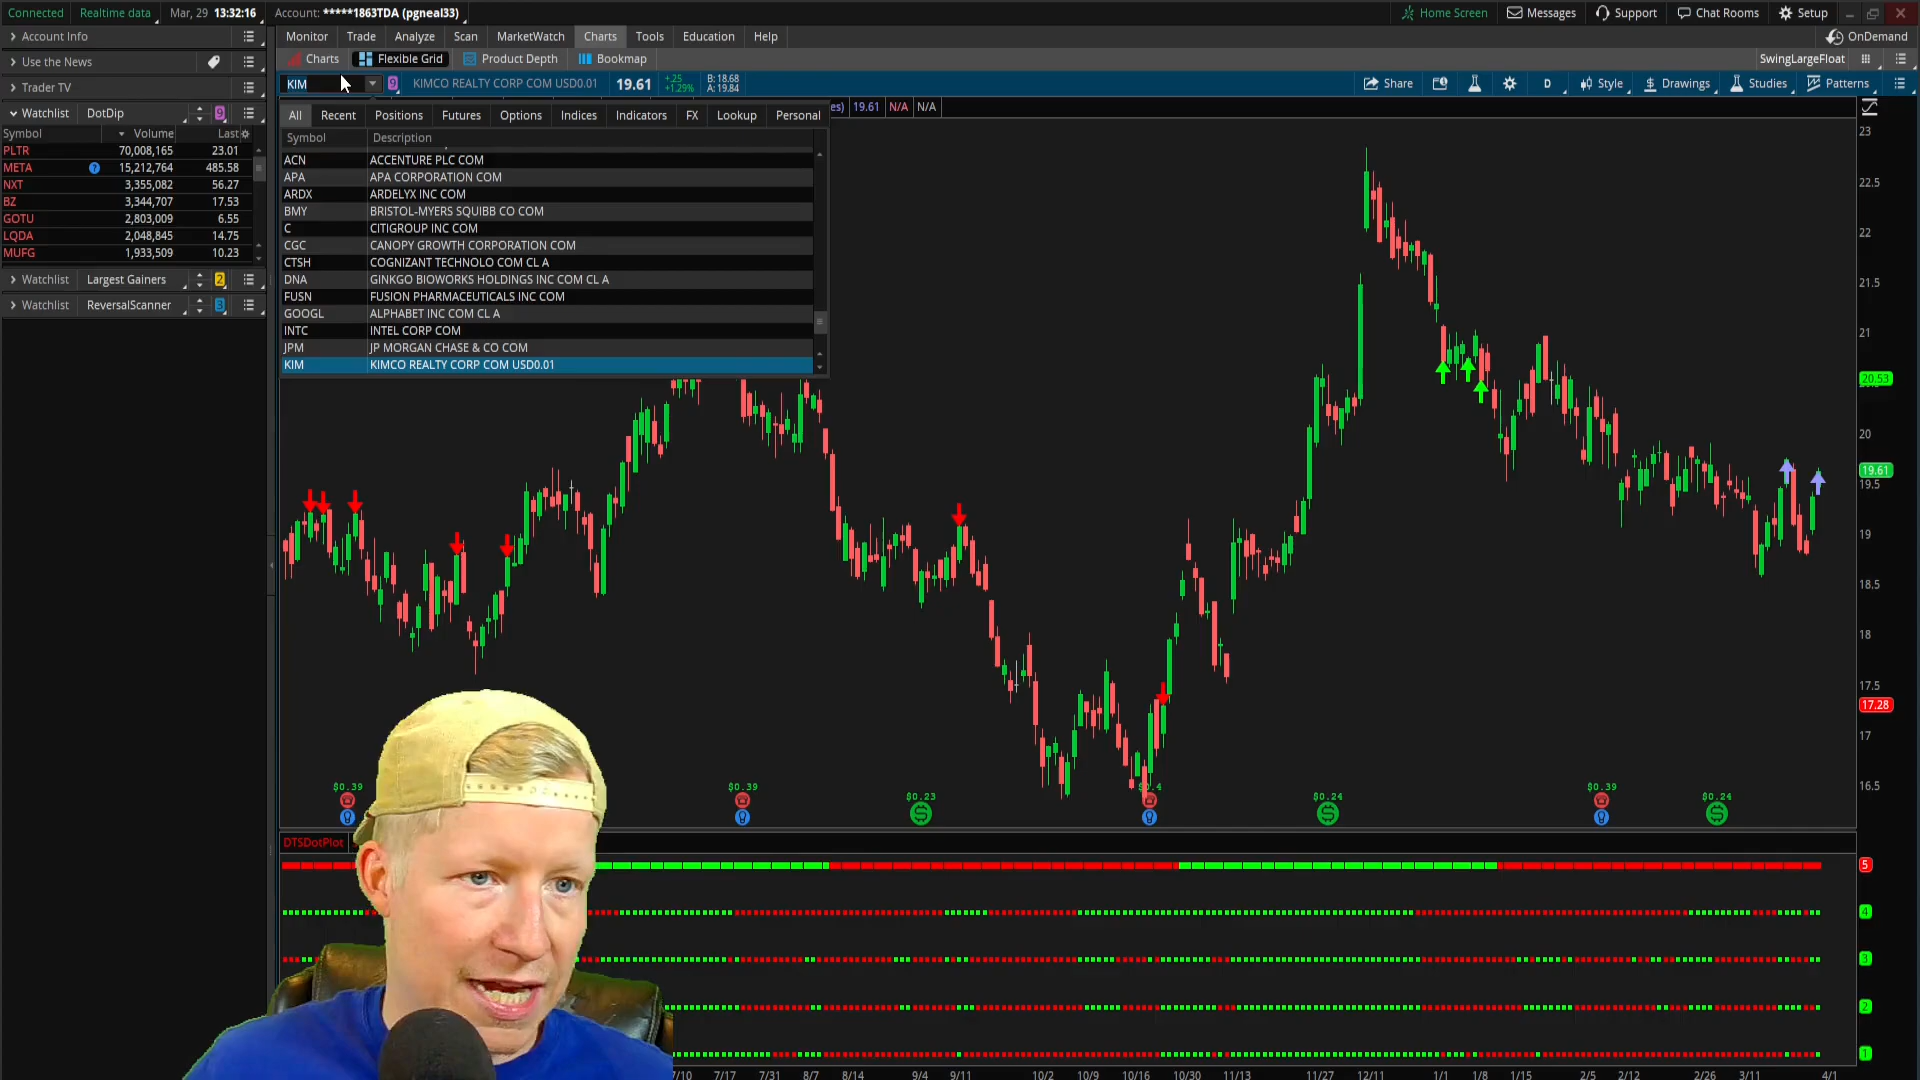 Connected Realtime data Mar, 29 13:32:16 Account: *****1863TDA (pgneal33) Home Screen Messages Support Chat Rooms Setup
Account Info Monitor Trade Analyze Scan MarketWatch Charts Tools Education Help OnDemand
Use the News Charts Flexible Grid Product Depth Bookmap SwingLargeFloat
Trader TV KIM 9 KIMCO REALTY CORP COM USD0.01 19.61 +.25 +1.29% B: 18.68 A: 19.84 Share D Style Drawings Studies Patterns
Watchlist DotDip 9
es) 19.61 N/A N/A
All Recent Positions Futures Options Indices Indicators FX Lookup Personal
Symbol Volume Last
PLTR 70,008,165 23.01
META 15,212,764 485.58
NXT 3,355,082 56.27
BZ 3,344,707 17.53
GOTU 2,803,009 6.55
LQDA 2,048,845 14.75
MUFG 1,933,509 10.23
Watchlist Largest Gainers 2
Watchlist ReversalScanner 3
Symbol Description
ACN ACCENTURE PLC COM
APA APA CORPORATION COM
ARDX ARDELYX INC COM
BMY BRISTOL-MYERS SQUIBB CO COM
C CITIGROUP INC COM
CGC CANOPY GROWTH CORPORATION COM
CTSH COGNIZANT TECHNOLO COM CL A
DNA GINKGO BIOWORKS HOLDINGS INC COM CL A
FUSN FUSION PHARMACEUTICALS INC COM
GOOGL ALPHABET INC COM CL A
INTC INTEL CORP COM
JPM JP MORGAN CHASE & CO COM
KIM KIMCO REALTY CORP COM USD0.01
23
22.5
22
21.5
21
20.53
20
19.61
19.5
19
18.5
18
17.5
17.28
17
16.5
$0.39 $0.39 $0.23 $0.24 $0.39 $0.24
DTSDotPlot
5
4
3
2
1
7/10 7/17 7/31 8/7 8/14 9/4 9/11 10/2 10/9 10/16 10/30 11/13 11/27 12/11 1/1 1/8 1/15 2/5 2/12 2/26 3/11 4/1